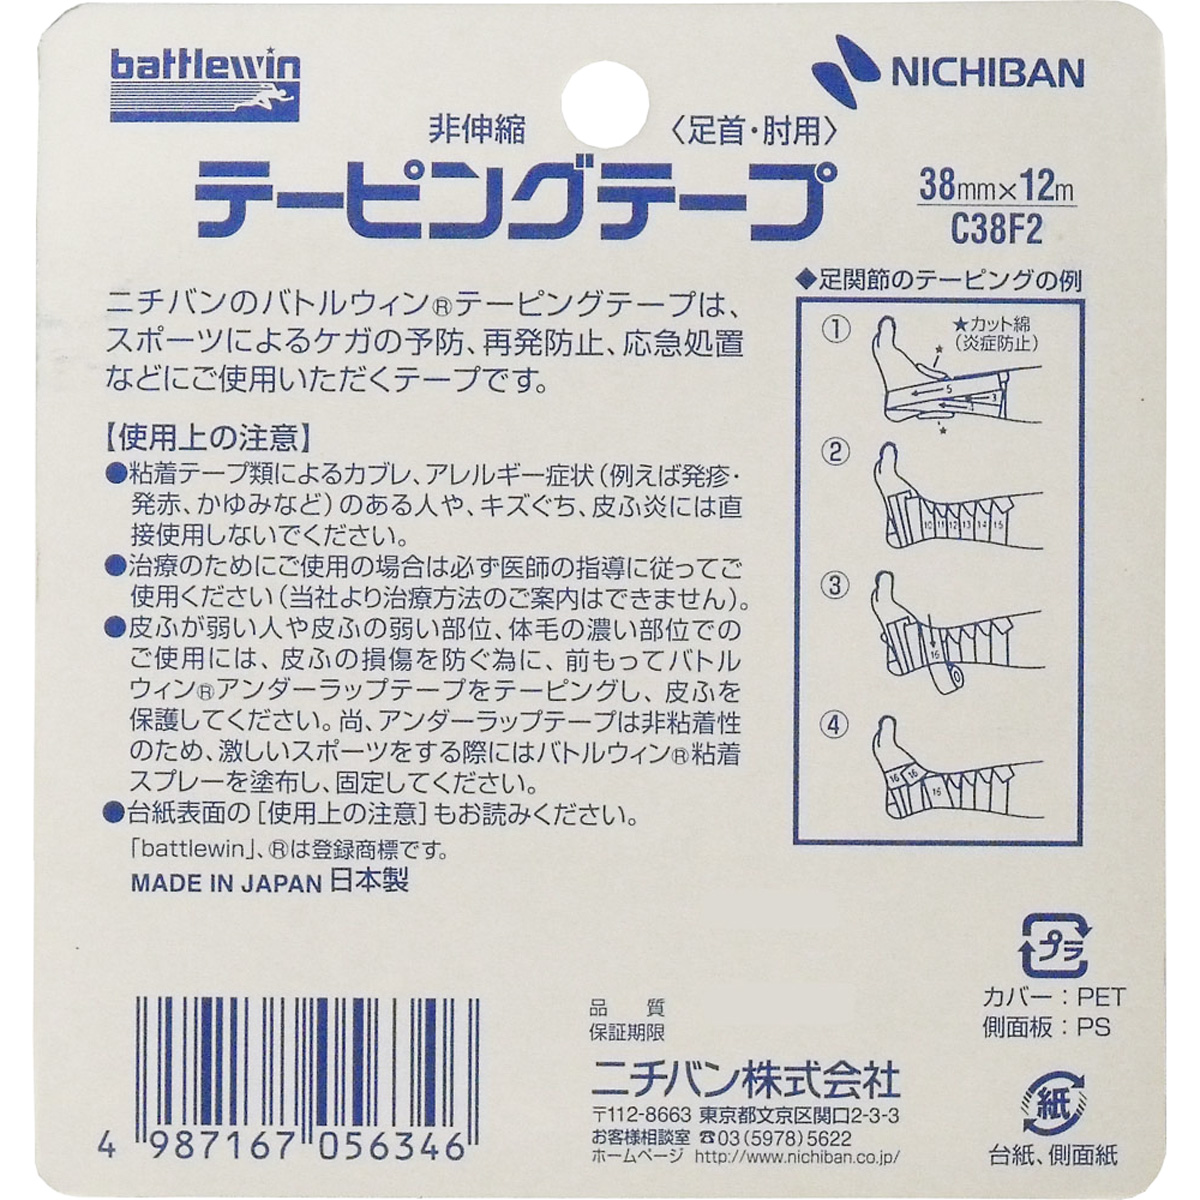 battlewin
NICHIBAN
非伸縮 〈足首・肘用〉
テーピングテープ
38mm×12m
C38F2
ニチバンのバトルウィン®テーピングテープは、
スポーツによるケガの予防、再発防止、応急処置
などにご使用いただくテープです。
【使用上の注意】
●粘着テープ類によるカブレ、アレルギー症状(例えば発疹・
発赤、かゆみなど)のある人や、キズぐち、皮ふ炎には直
接使用しないでください。
●治療のためにご使用の場合は必ず医師の指導に従ってご
使用ください(当社より治療方法のご案内はできません)。
●皮ふが弱い人や皮ふの弱い部位、体毛の濃い部位での
ご使用には、皮ふの損傷を防ぐ為に、前もってバトル
ウィン®アンダーラップテープをテーピングし、皮ふを
保護してください。尚、アンダーラップテープは非粘着性
のため、激しいスポーツをする際にはバトルウィン®粘着
スプレーを塗布し、固定してください。
●台紙表面の[使用上の注意]もお読みください。
「battlewin」、®は登録商標です。
MADE IN JAPAN 日本製
◆足関節のテーピングの例
① ★カット綿
(炎症防止)
★
5
3
★
②
10 11 12 13 14 15
③
16
④
16 16
16
プラ
カバー：PET
側面板：PS
紙
台紙、側面紙
品質
保証期限
ニチバン株式会社
〒112-8663 東京都文京区関口2-3-3
お客様相談室 ☎03(5978)5622
ホームページ http://www.nichiban.co.jp/
4 987167 056346